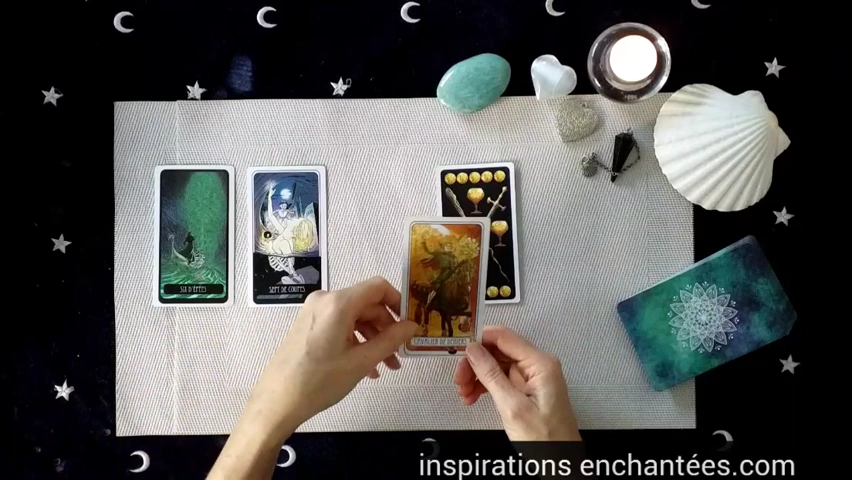 SIX D'ÉPÉES
SEPT DE COUPES
CAVALIER DE DENIERS
inspirations enchantées.com